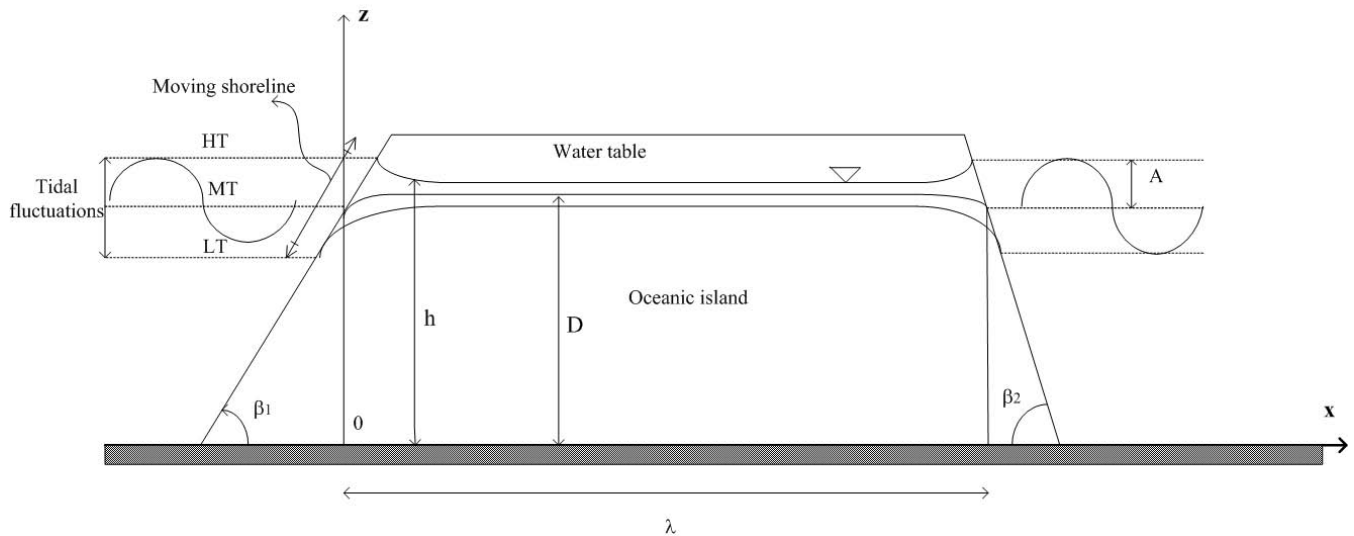 z
Moving shoreline
HT
Water table
MT
A
Tidal
fluctuations
LT
Oceanic island
h
D
β1
0
β2
x
λ